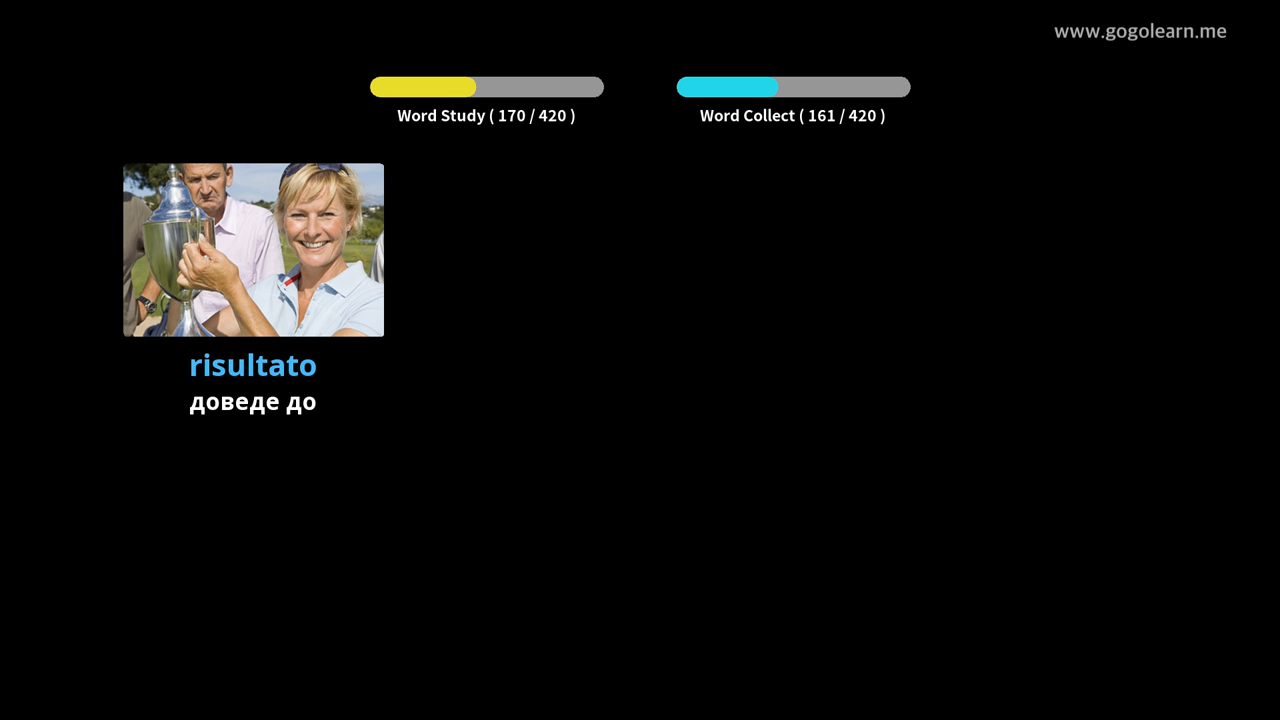 www.gogolearn.me
Word Study ( 170 / 420 )
Word Collect ( 161 / 420 )
risultato
доведе до